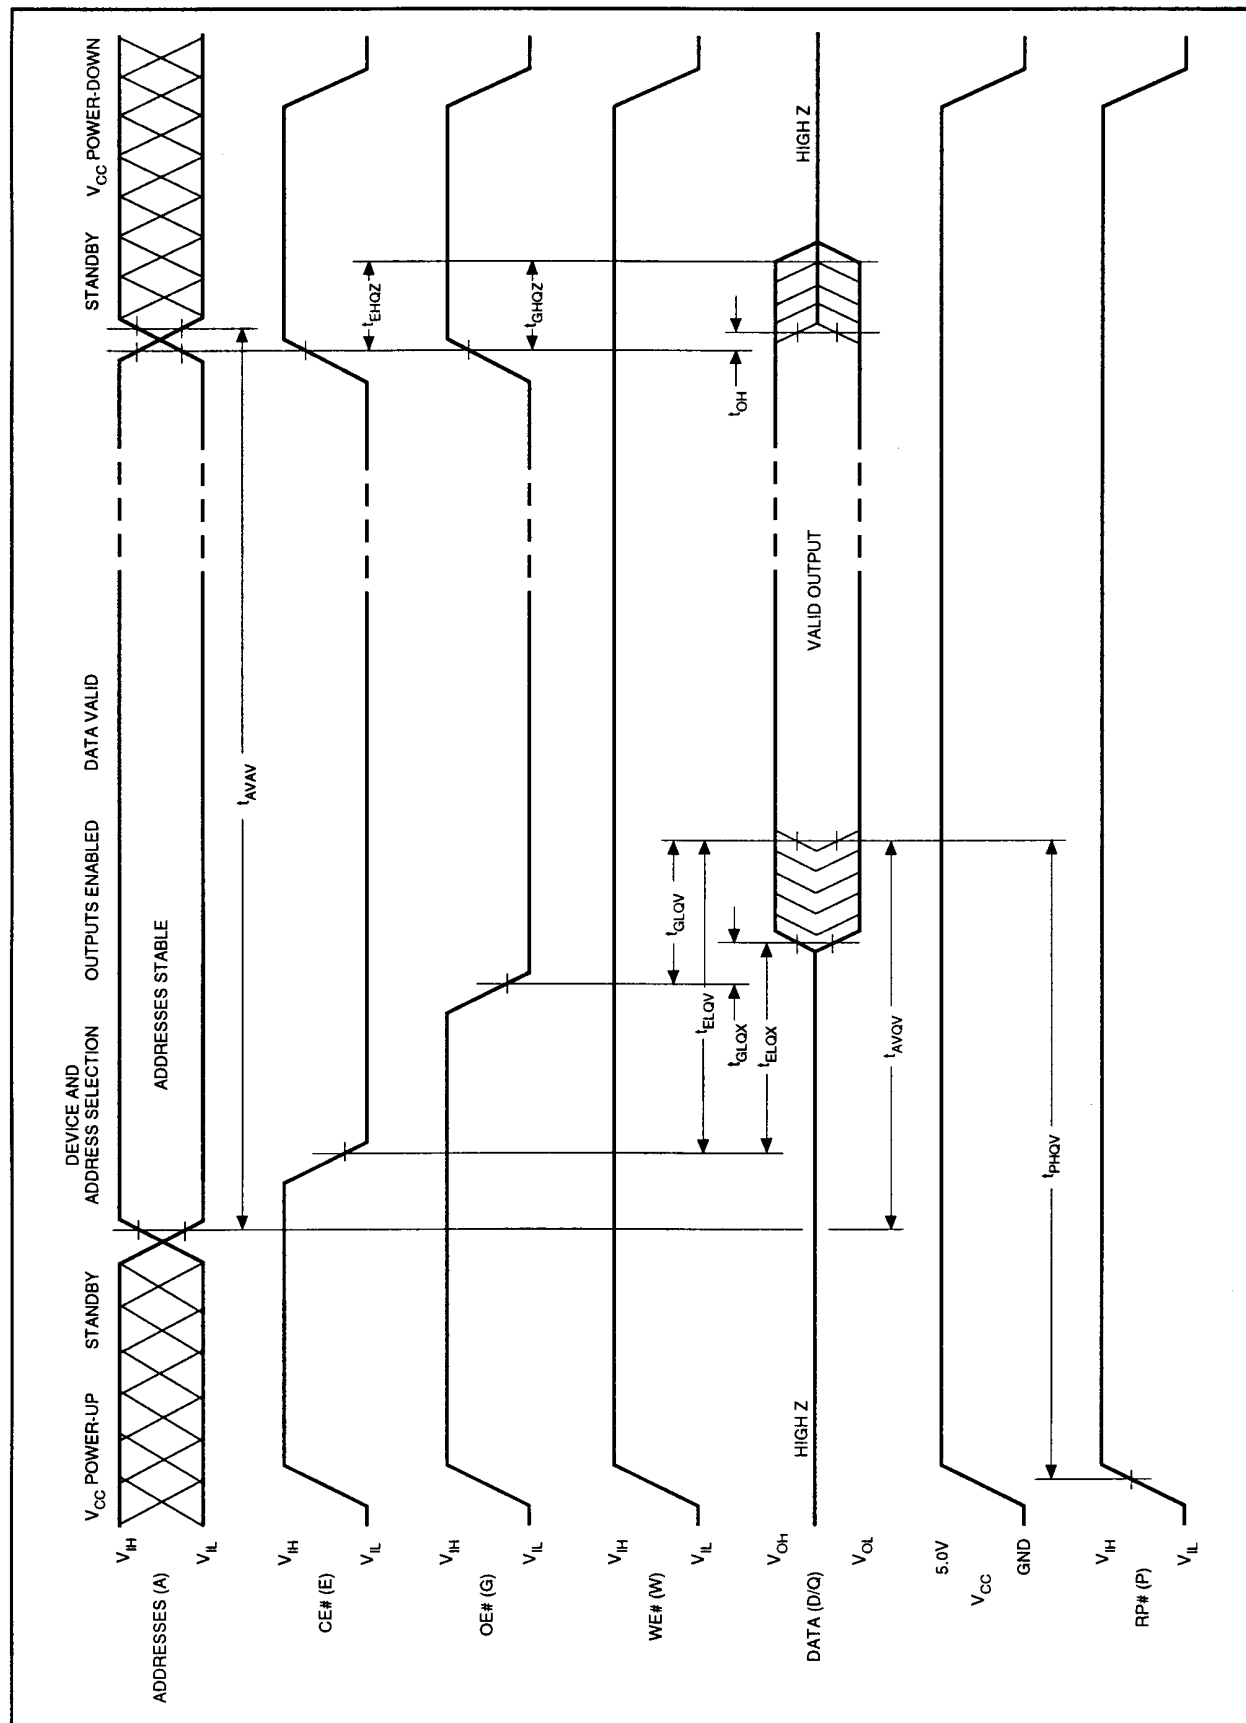 VCC POWER-UP
STANDBY
DEVICE AND
ADDRESS SELECTION
OUTPUTS ENABLED
DATA VALID
STANDBY
VCC POWER-DOWN
VIH
ADDRESSES (A)
VIL
ADDRESSES STABLE
tAVAV
VIH
CE# (E)
VIL
tEHQZ
VIH
OE# (G)
VIL
tGHQZ
VIH
WE# (W)
VIL
tGLQV
tELQV
tGLQX
tELQX
tOH
VOH
DATA (D/Q)
VOL
HIGH Z
VALID OUTPUT
HIGH Z
tAVQV
5.0V
VCC
GND
tPHQV
VIH
RP# (P)
VIL